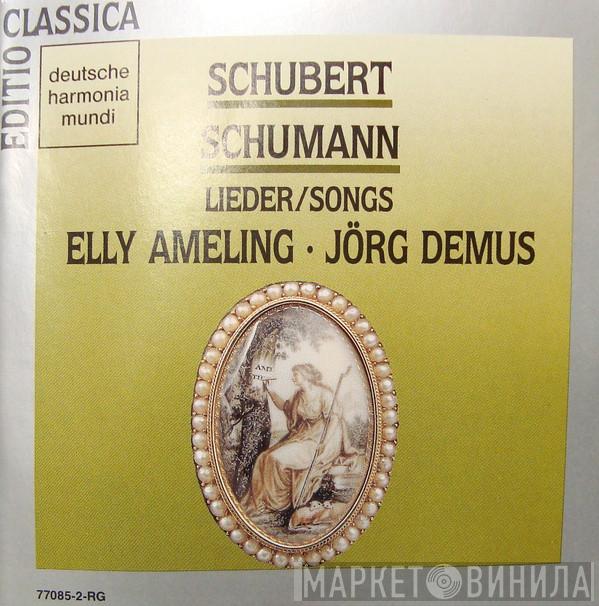 EDITIO CLASSICA
deutsche
harmonia
mundi
SCHUBERT
SCHUMANN
LIEDER/SONGS
ELLY AMELING · JÖRG DEMUS
77085-2-RG
МАРКЕТ ВИНИЛА